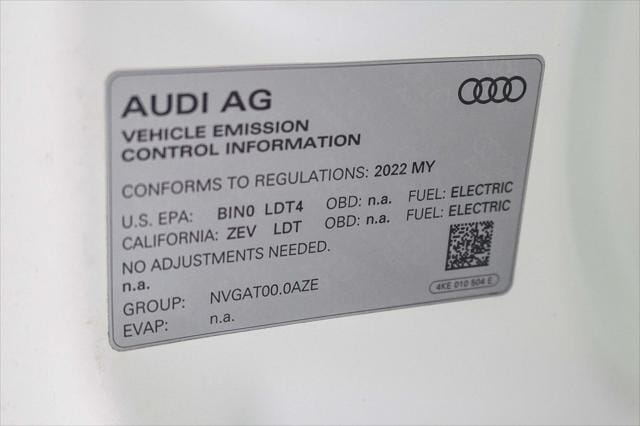 AUDI AG
VEHICLE EMISSION
CONTROL INFORMATION
CONFORMS TO REGULATIONS: 2022 MY
U.S. EPA: BIN0 LDT4 OBD: n.a. FUEL: ELECTRIC
CALIFORNIA: ZEV LDT OBD: n.a. FUEL: ELECTRIC
NO ADJUSTMENTS NEEDED.
n.a.
GROUP: NVGAT00.0AZE
EVAP: n.a.
4KE 010 504 E